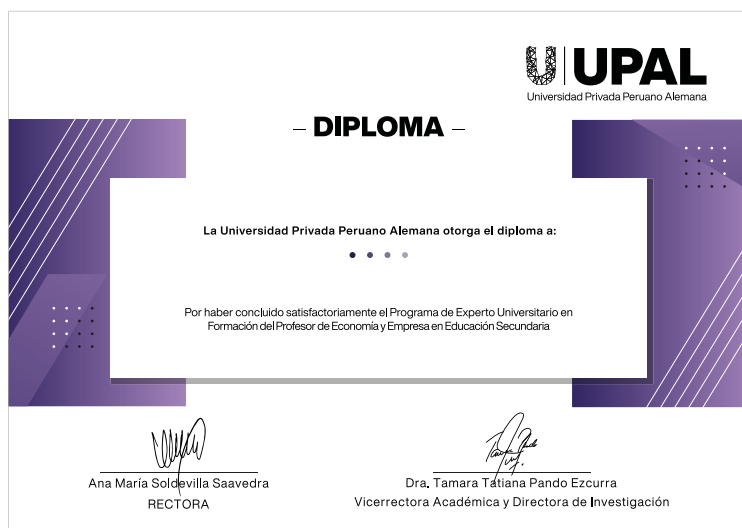 UPAL
Universidad Privada Peruano Alemana
– DIPLOMA –
La Universidad Privada Peruano Alemana otorga el diploma a:
Por haber concluido satisfactoriamente el Programa de Experto Universitario en
Formación del Profesor de Economía y Empresa en Educación Secundaria
Ana María Soldevilla Saavedra
RECTORA
Dra. Tamara Tatiana Pando Ezcurra
Vicerrectora Académica y Directora de Investigación